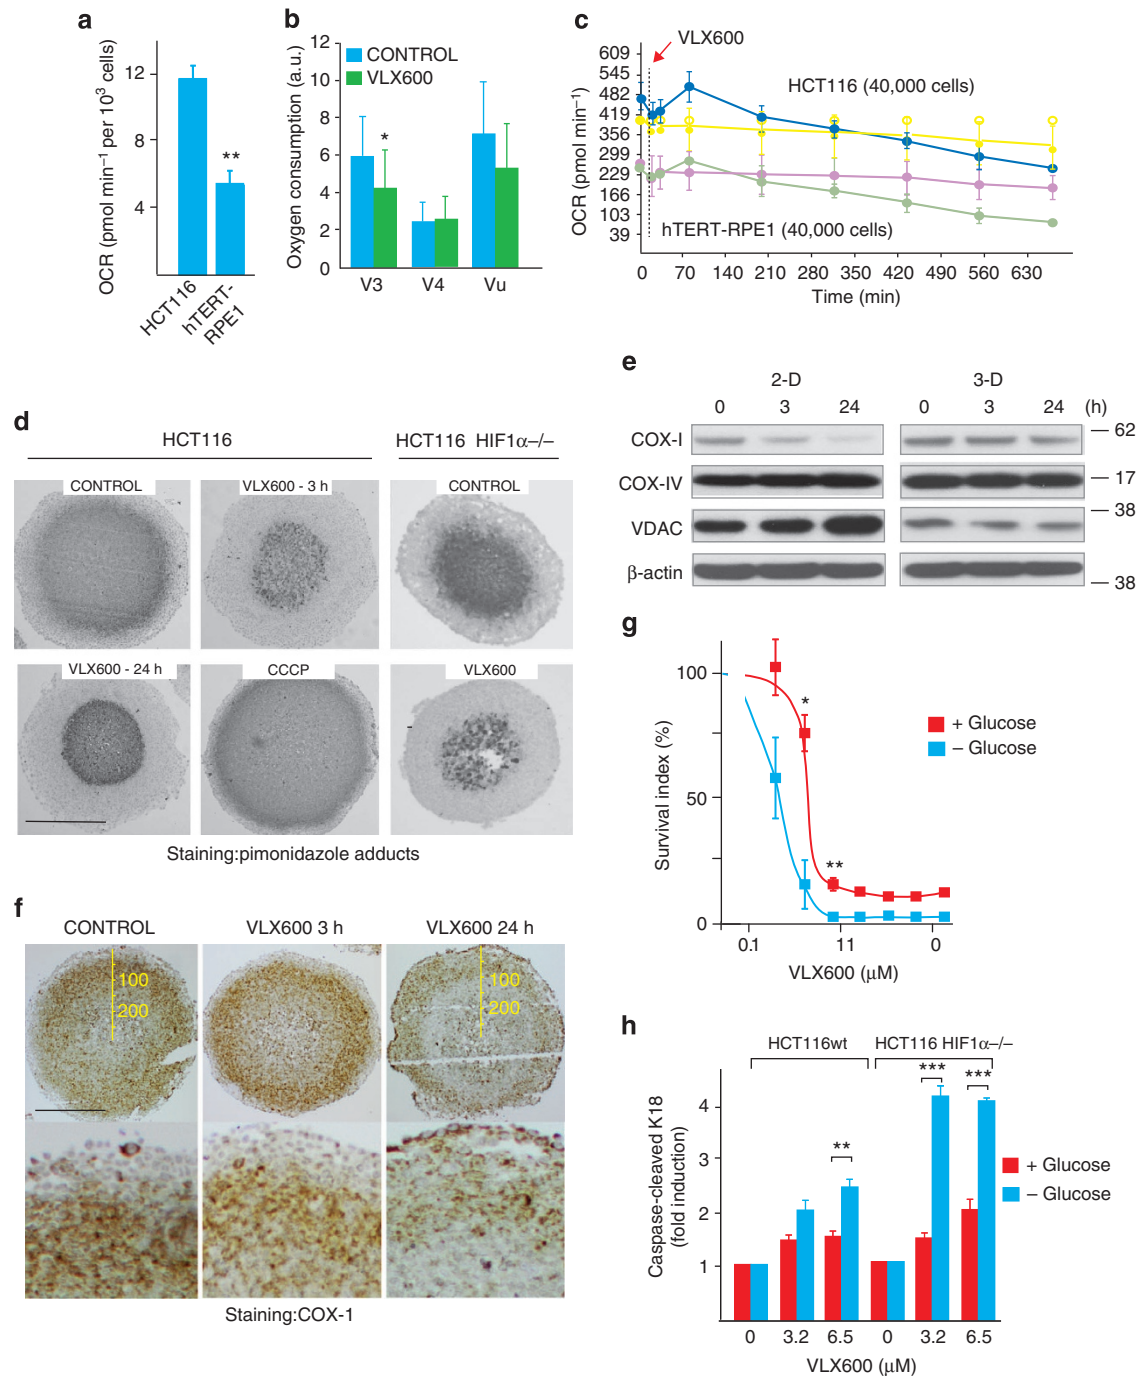 a
OCR (pmol min⁻¹ per 10³ cells)
12
8
4
**
HCT116
hTERT-
RPE1
b
Oxygen consumption (a.u.)
12
10
8
6
4
2
0
CONTROL
VLX600
*
V3
V4
Vu
c
OCR (pmol min⁻¹)
609
545
482
419
356
299
229
166
103
39
VLX600
HCT116 (40,000 cells)
hTERT-RPE1 (40,000 cells)
0
70
140
210
280
350
420
490
560
630
Time (min)
d
HCT116
HCT116 HIF1α−/−
CONTROL
VLX600 - 3 h
CONTROL
VLX600 - 24 h
CCCP
VLX600
Staining:pimonidazole adducts
e
2-D
3-D
0 3 24
0 3 24 (h)
COX-I
62
COX-IV
17
38
VDAC
β-actin
38
f
CONTROL
VLX600 3 h
VLX600 24 h
100
200
100
200
Staining:COX-1
g
Survival index (%)
100
50
0
*
**
+ Glucose
− Glucose
0.1
11
0
VLX600 (μM)
h
HCT116wt
HCT116 HIF1α−/−
Caspase-cleaved K18
(fold induction)
4
3
2
1
**
***
***
+ Glucose
− Glucose
0
3.2
6.5
0
3.2
6.5
VLX600 (μM)